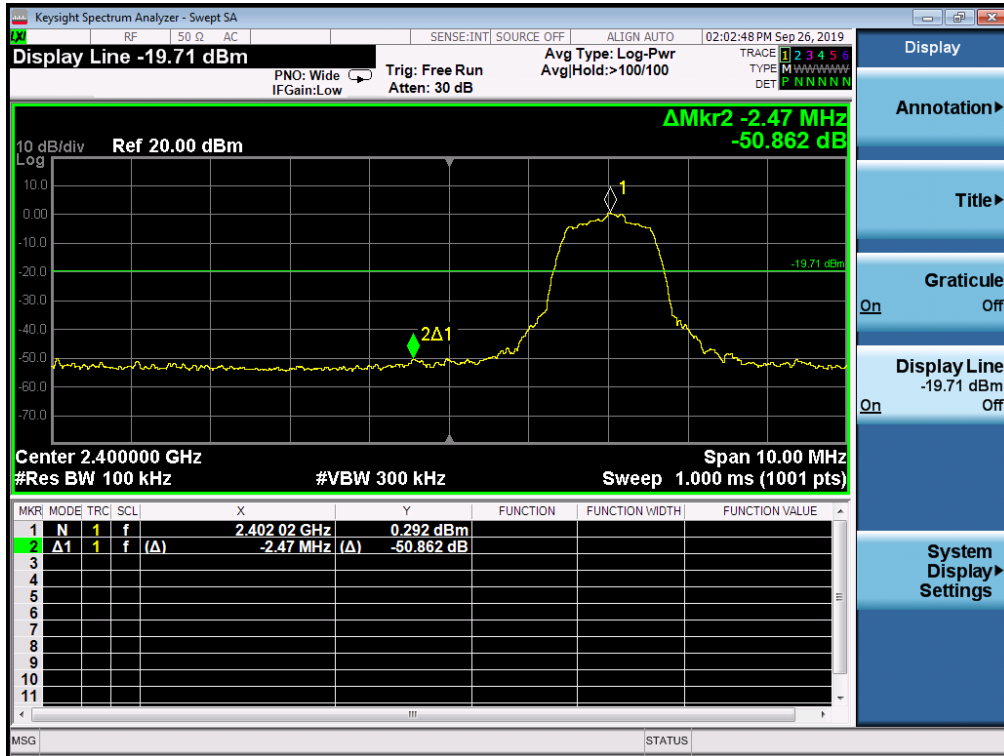 Keysight Spectrum Analyzer - Swept SA
LXI RF 50 Ω AC SENSE:INT SOURCE OFF ALIGN AUTO 02:02:48 PM Sep 26, 2019
Display Line -19.71 dBm
PNO: Wide
IFGain:Low
Trig: Free Run
Atten: 30 dB
Avg Type: Log-Pwr
Avg|Hold:>100/100
TRACE 1 2 3 4 5 6
TYPE M WWWWW
DET P N N N N N
ΔMkr2 -2.47 MHz
-50.862 dB
10 dB/div Ref 20.00 dBm
Log
10.0
0.00
-10.0
-20.0
-30.0
-40.0
-50.0
-60.0
-70.0
1
-19.71 dBm
2Δ1
Center 2.400000 GHz Span 10.00 MHz
#Res BW 100 kHz #VBW 300 kHz Sweep 1.000 ms (1001 pts)
MKR MODE TRC SCL X Y FUNCTION FUNCTION WIDTH FUNCTION VALUE
1 N 1 f 2.402 02 GHz 0.292 dBm
2 Δ1 1 f (Δ) -2.47 MHz (Δ) -50.862 dB
3
4
5
6
7
8
9
10
11
MSG STATUS
Display
Annotation
Title
Graticule
On Off
Display Line
-19.71 dBm
On Off
System
Display
Settings